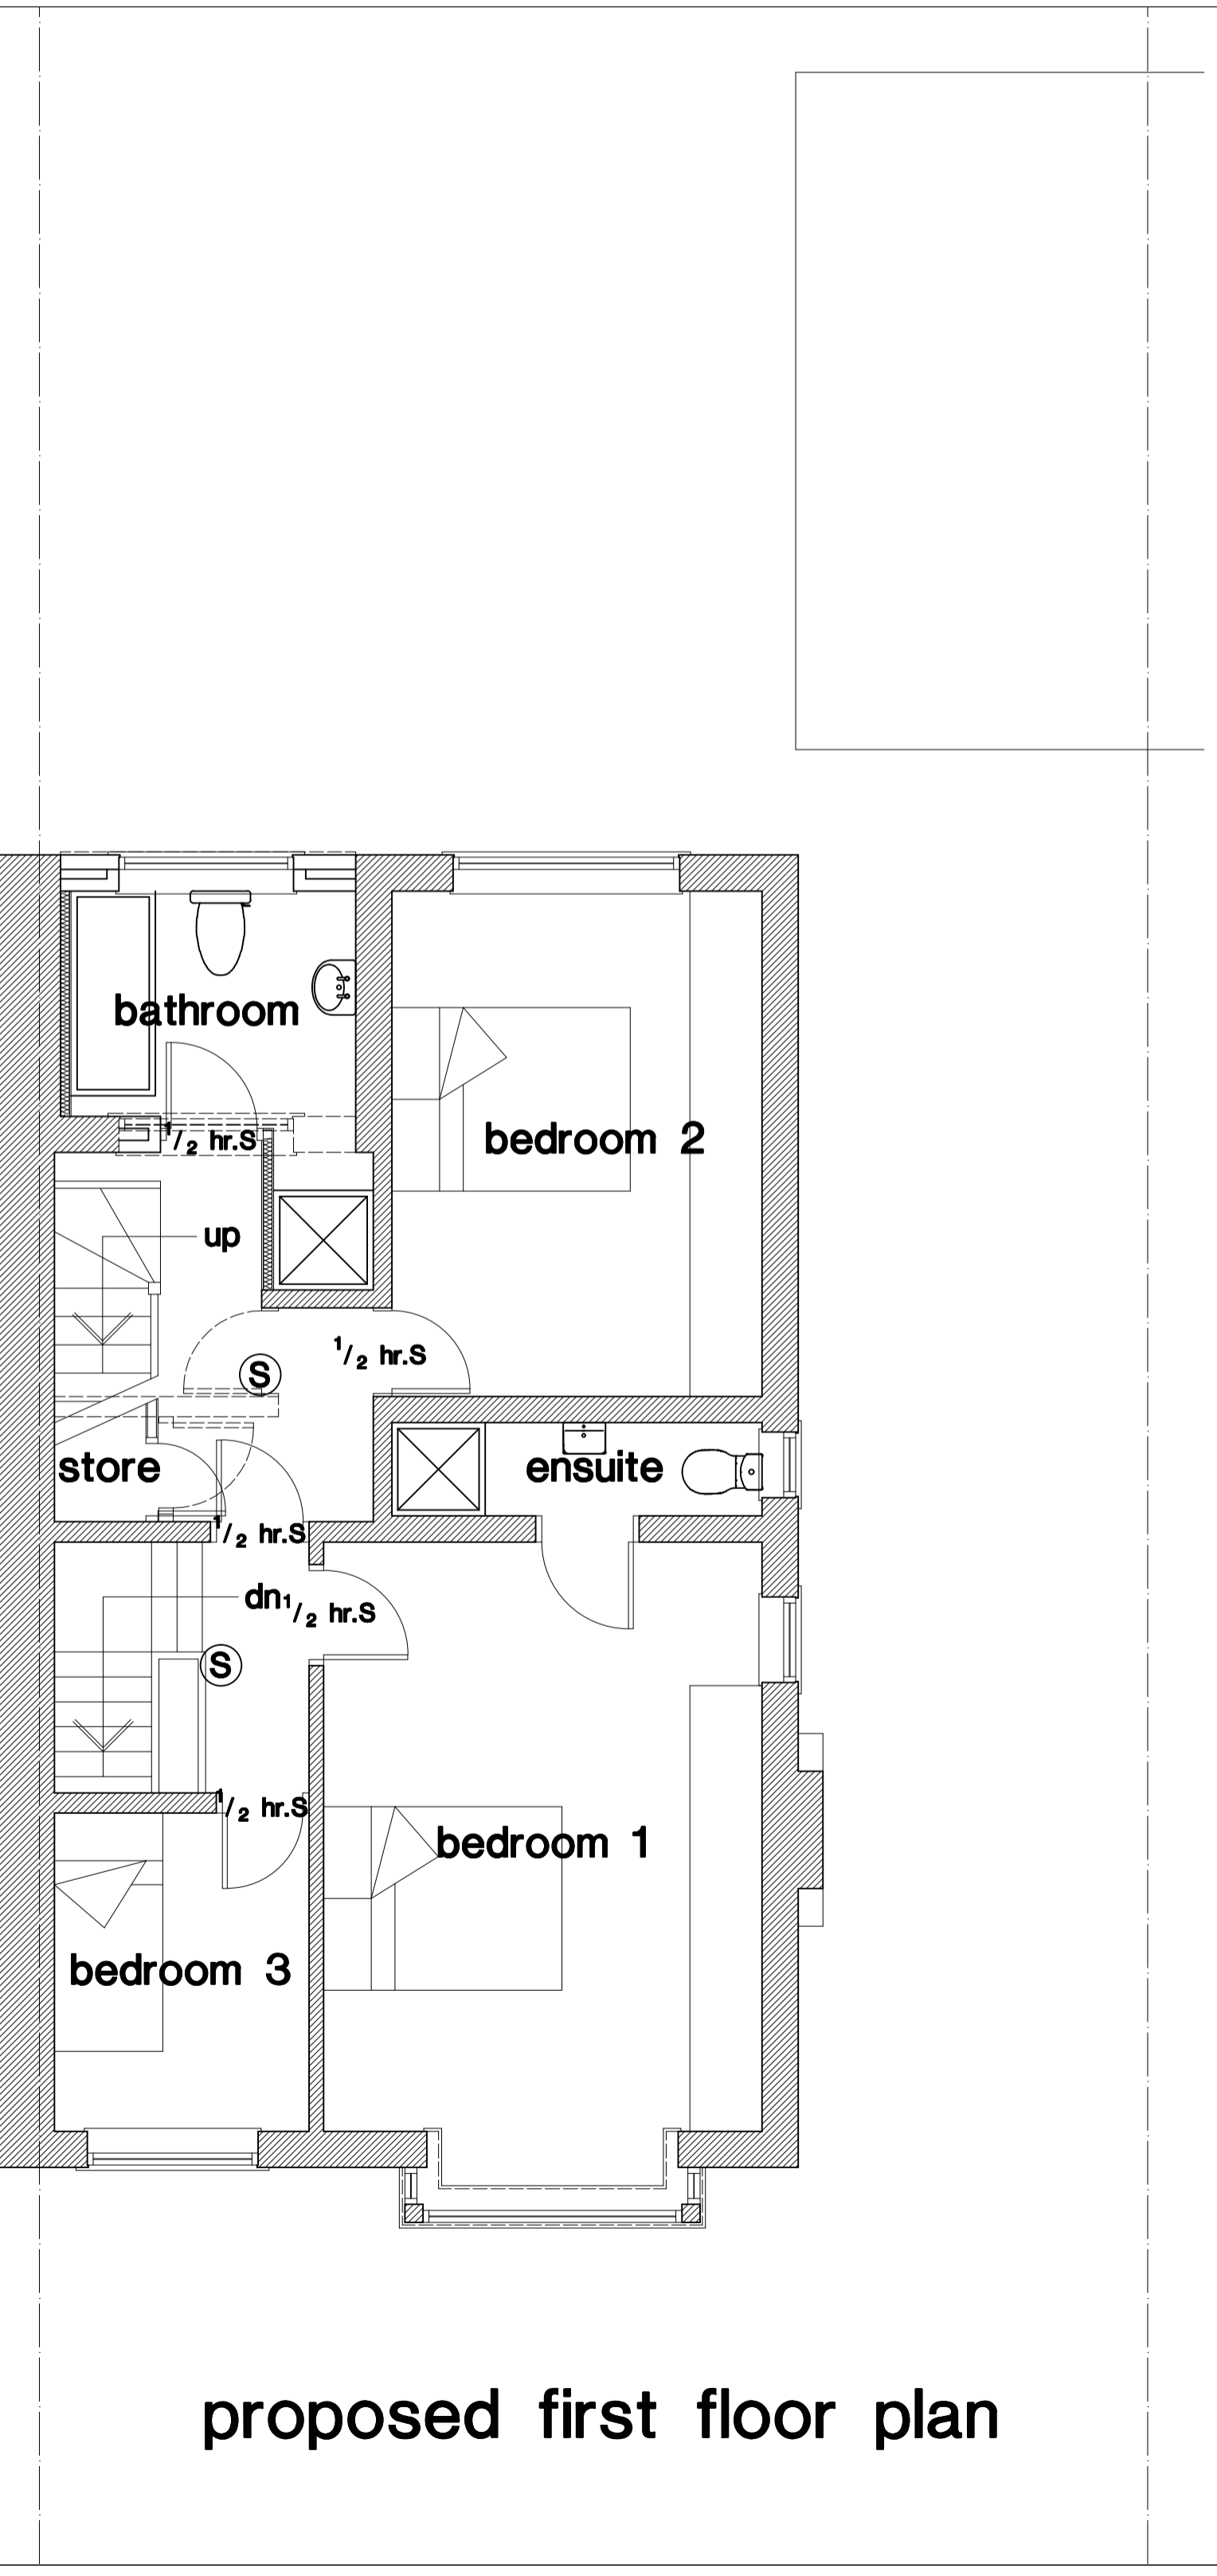 bathroom
1/2 hr.S
bedroom 2
up
1/2 hr.S
S
store
ensuite
1/2 hr.S
dn
1/2 hr.S
S
1/2 hr.S
bedroom 1
bedroom 3
proposed first floor plan